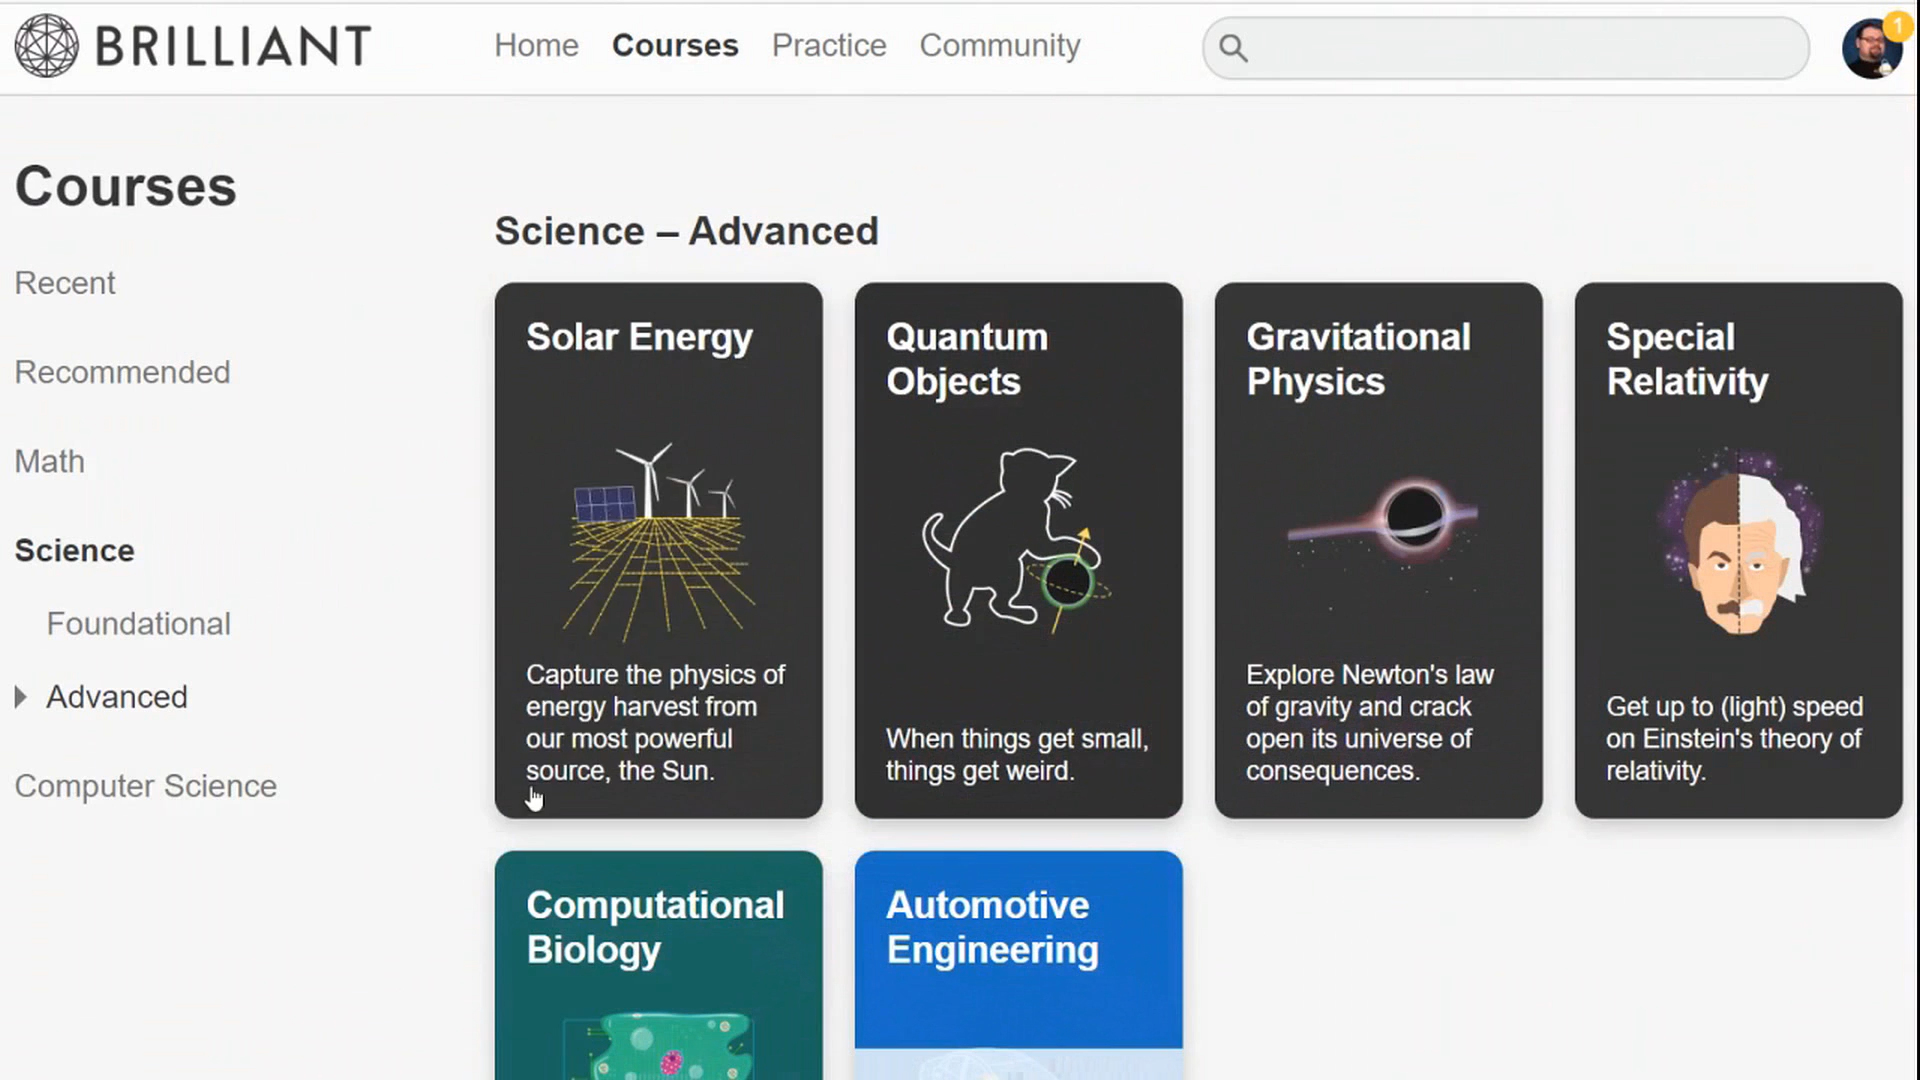 BRILLIANT
Home
Courses
Practice
Community
1
Courses
Recent
Recommended
Math
Science
Foundational
Advanced
Computer Science
Science – Advanced
Solar Energy
Capture the physics of
energy harvest from
our most powerful
source, the Sun.
Quantum
Objects
When things get small,
things get weird.
Gravitational
Physics
Explore Newton's law
of gravity and crack
open its universe of
consequences.
Special
Relativity
Get up to (light) speed
on Einstein's theory of
relativity.
Computational
Biology
Automotive
Engineering